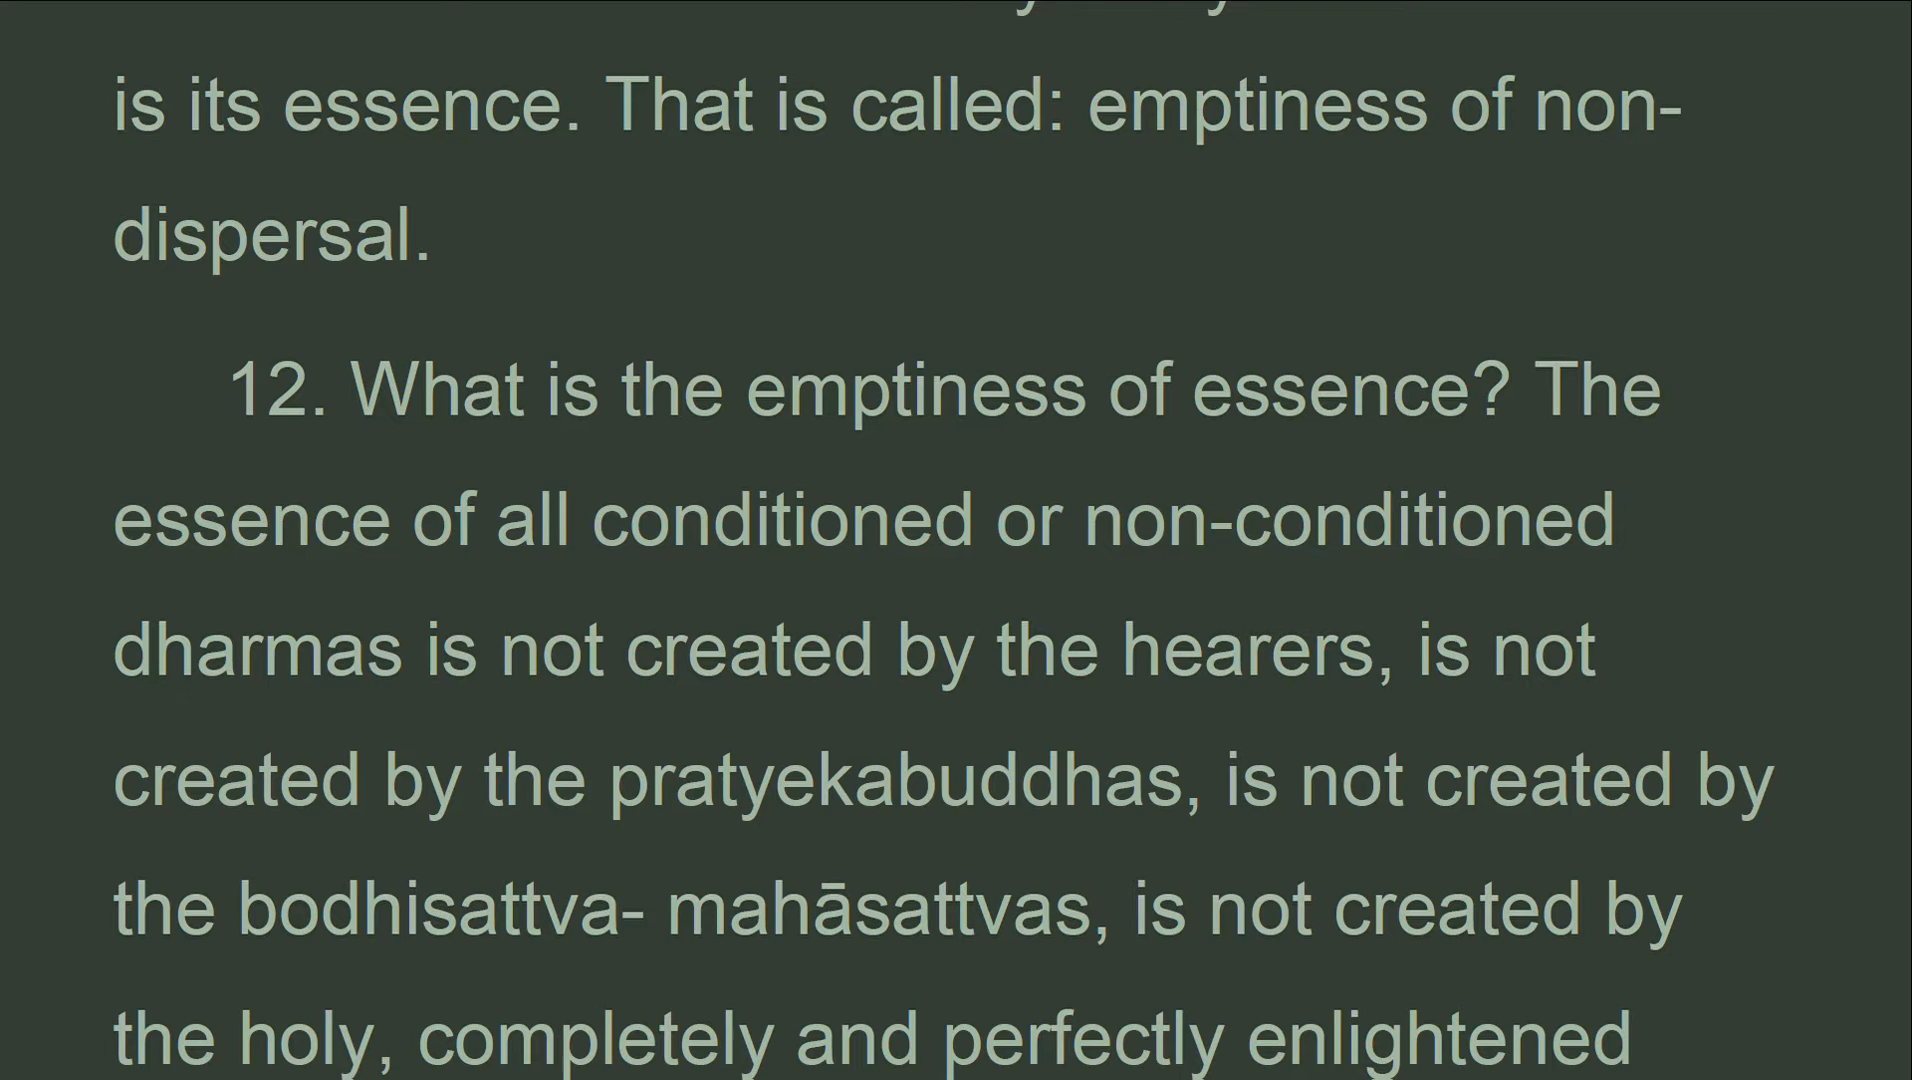 is its essence. That is called: emptiness of non-
dispersal.
12. What is the emptiness of essence? The
essence of all conditioned or non-conditioned
dharmas is not created by the hearers, is not
created by the pratyekabuddhas, is not created by
the bodhisattva- mahāsattvas, is not created by
the holy, completely and perfectly enlightened